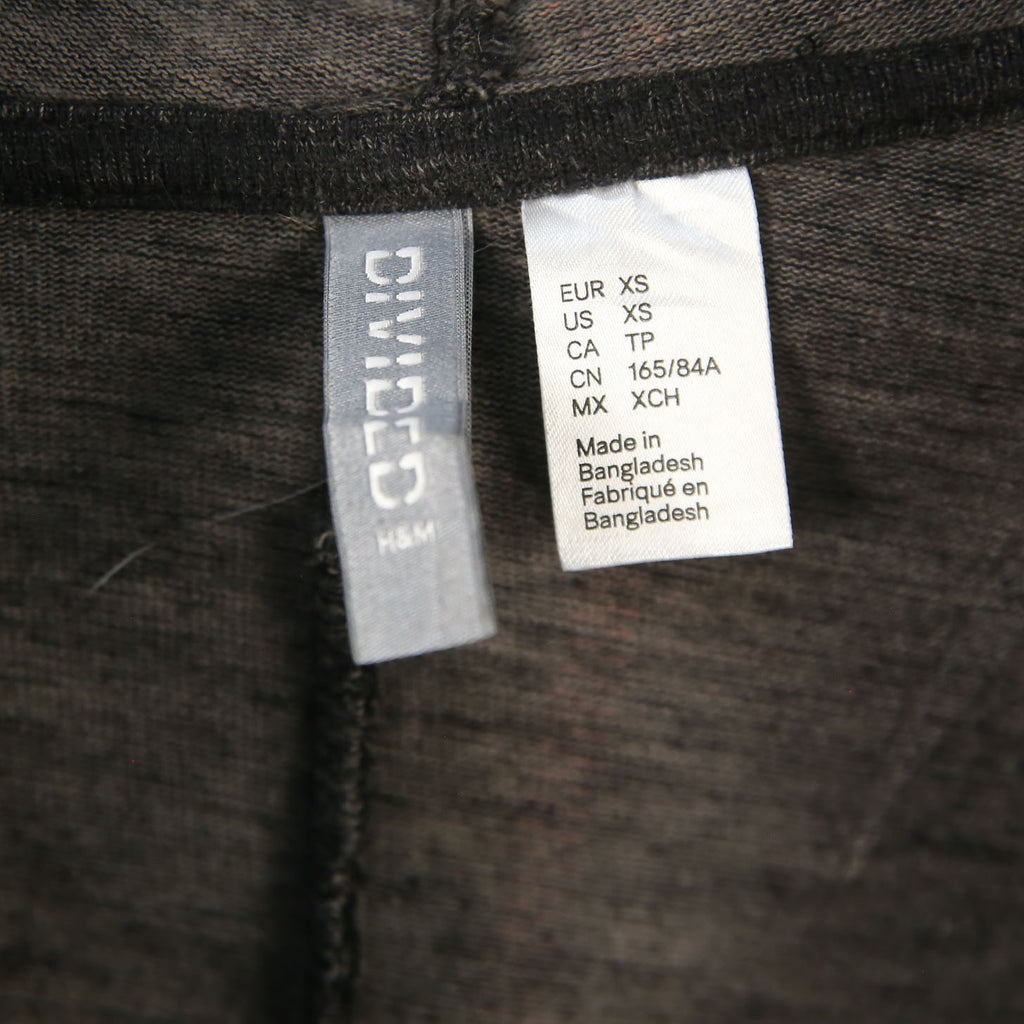 DIVIDED
H&M
EUR XS
US XS
CA TP
CN 165/84A
MX XCH
Made in
Bangladesh
Fabriqué en
Bangladesh